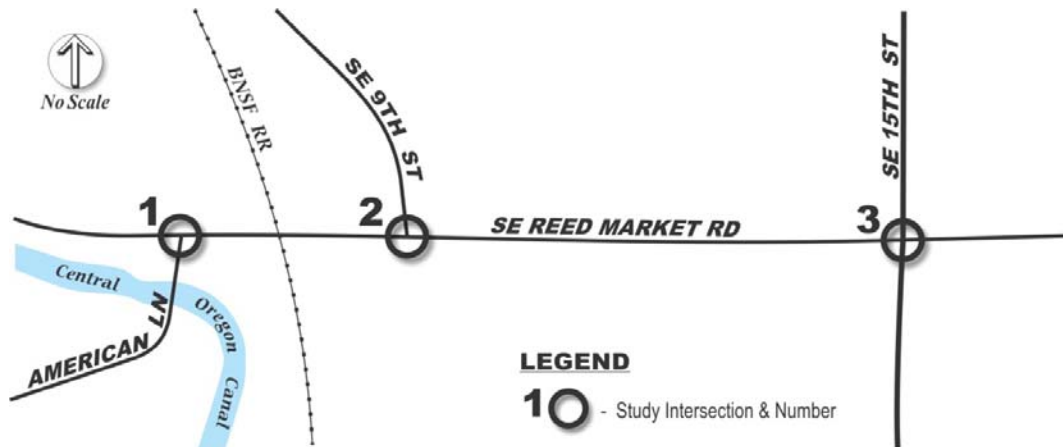 No Scale
BNSF RR
SE 9TH ST
SE 15TH ST
1
2
SE REED MARKET RD
3
Central Oregon Canal
AMERICAN LN
LEGEND
1 - Study Intersection & Number